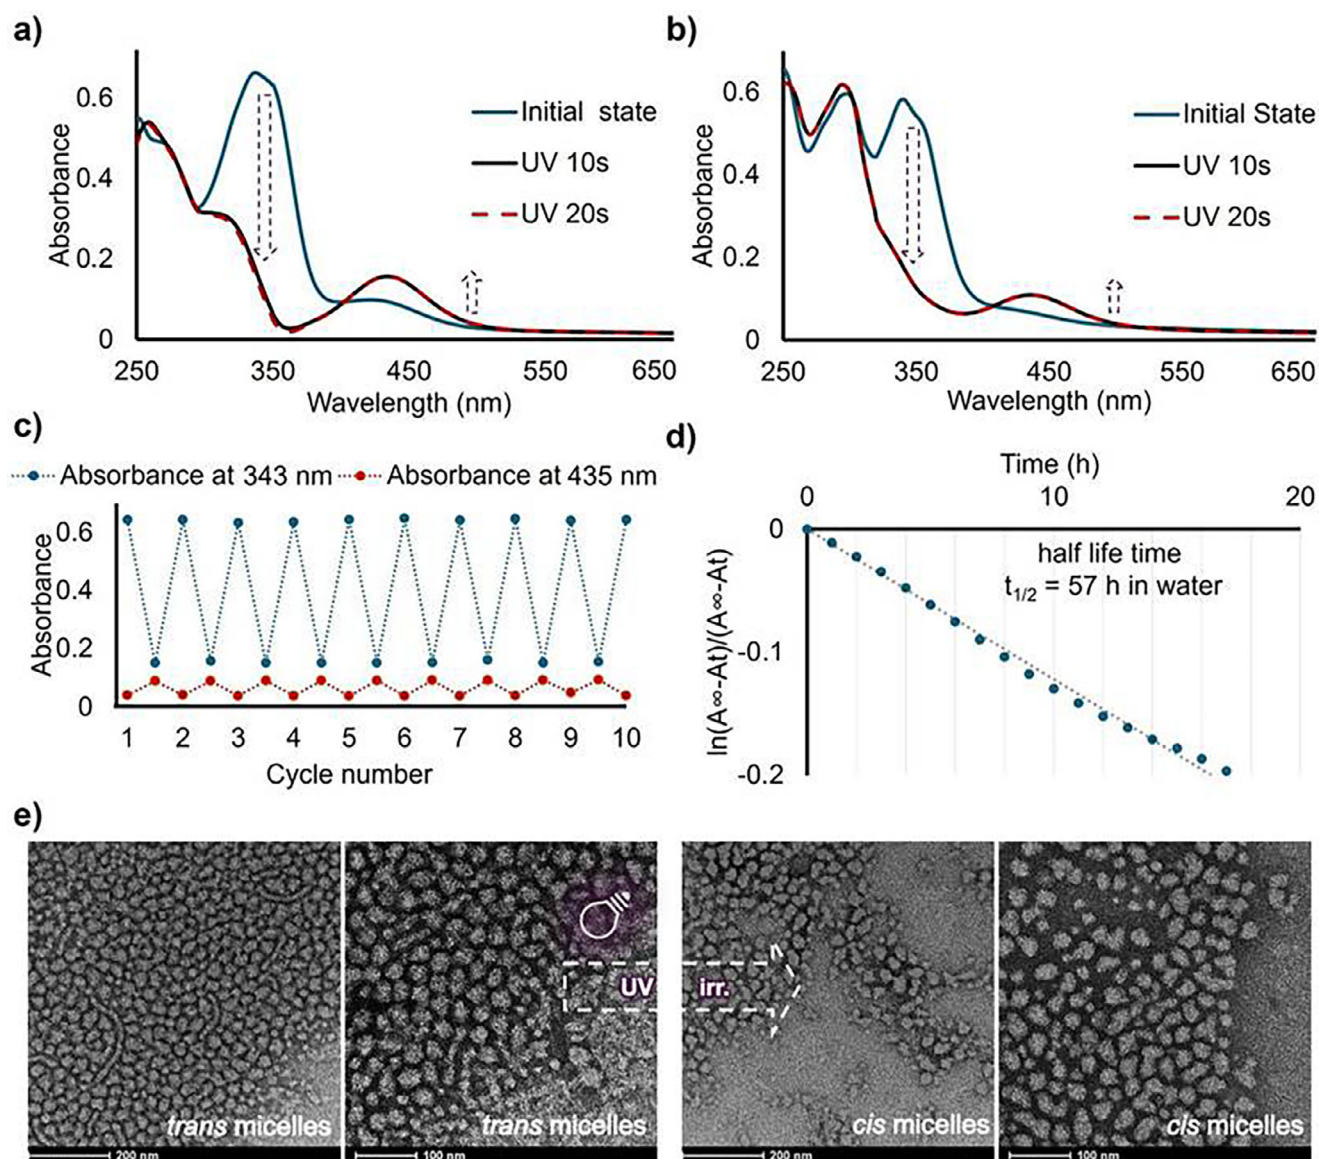 a)
0.6
0.4
0.2
0
Absorbance
Initial state
UV 10s
UV 20s
250 350 450 550 650
Wavelength (nm)
b)
0.6
0.4
0.2
0
Absorbance
Initial State
UV 10s
UV 20s
250 350 450 550 650
Wavelength (nm)
c)
Absorbance at 343 nm Absorbance at 435 nm
0.6
0.4
0.2
0
Absorbance
1 2 3 4 5 6 7 8 9 10
Cycle number
d)
Time (h)
0 10 20
0
-0.1
-0.2
ln(A∞-At)/(A∞-At)
half life time
t1/2 = 57 h in water
e)
UV irr.
trans micelles
200 nm
trans micelles
100 nm
cis micelles
200 nm
cis micelles
100 nm